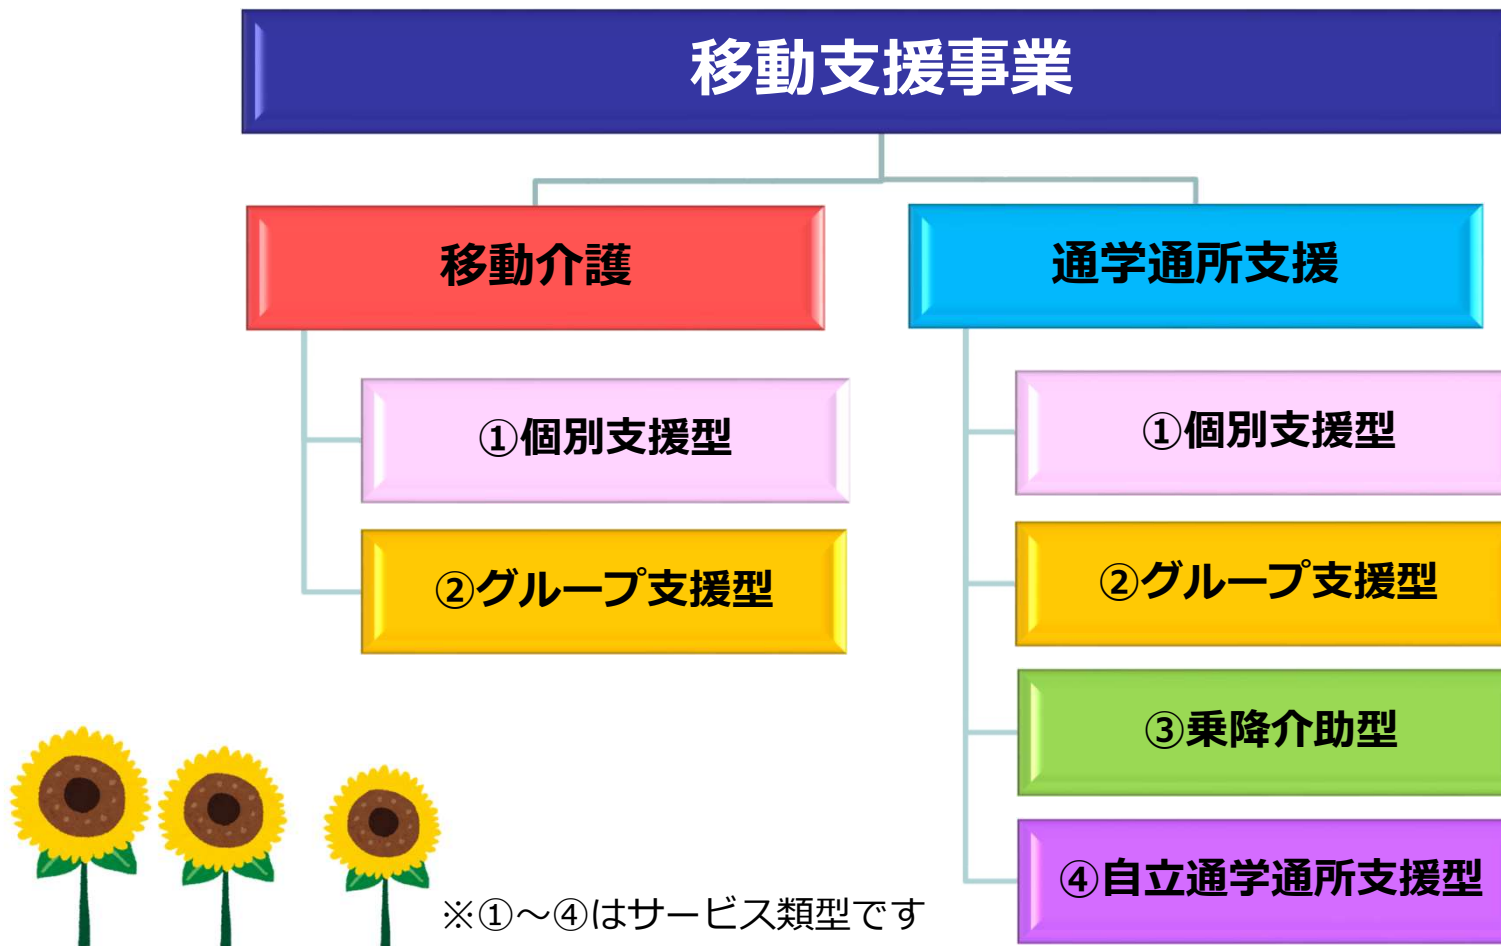 移動支援事業
移動介護
①個別支援型
②グループ支援型
通学通所支援
①個別支援型
②グループ支援型
③乗降介助型
④自立通学通所支援型
※①～④はサービス類型です